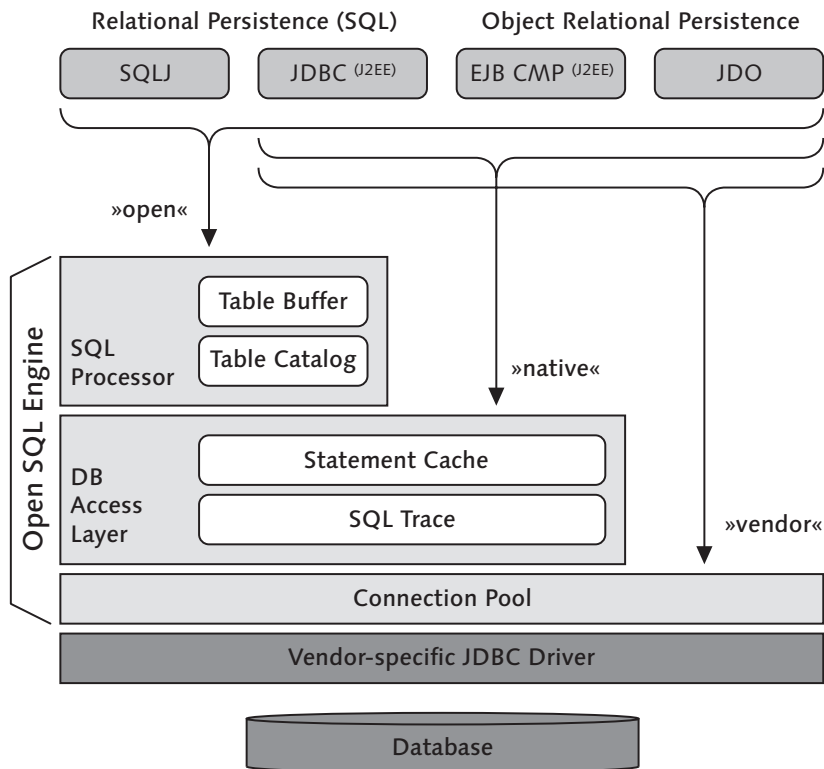 Relational Persistence (SQL)
Object Relational Persistence
SQLJ
JDBC (J2EE)
EJB CMP (J2EE)
JDO
»open«
Open SQL Engine
Table Buffer
SQL
Processor
Table Catalog
»native«
DB
Access
Layer
Statement Cache
SQL Trace
»vendor«
Connection Pool
Vendor-specific JDBC Driver
Database